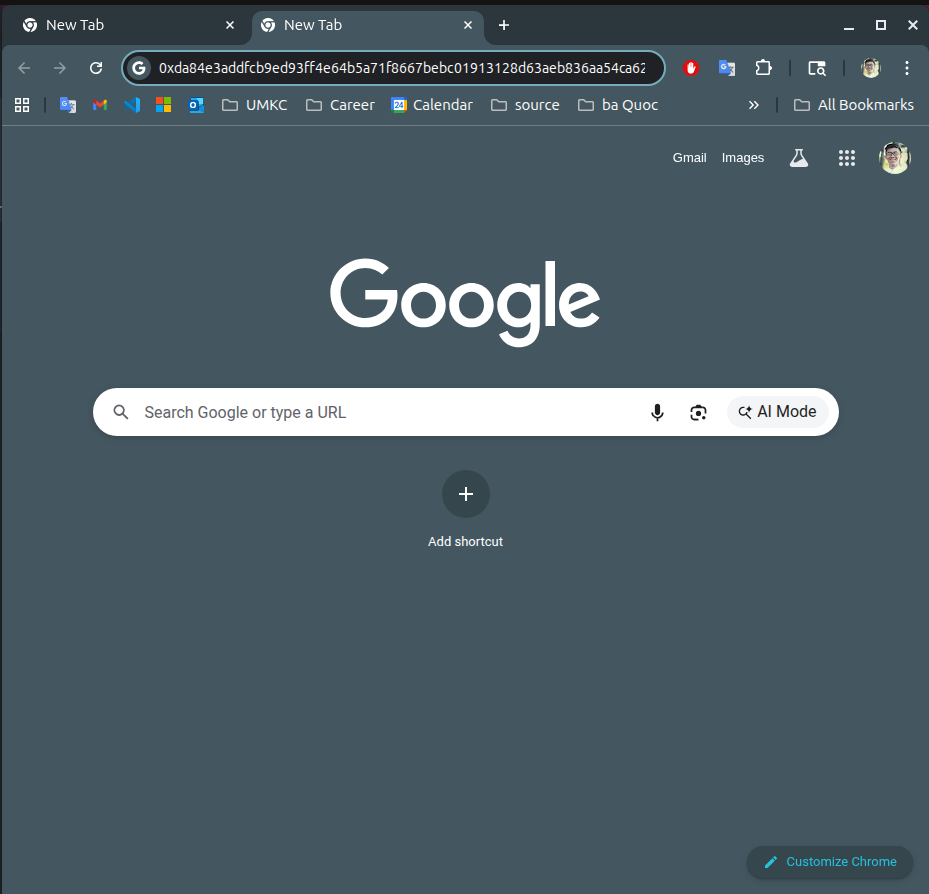 New Tab
New Tab
0xda84e3addfcb9ed93ff4e64b5a71f8667bebc01913128d63aeb836aa54ca62
UMKC Career 24 Calendar source ba Quoc » All Bookmarks
Gmail Images
Google
Search Google or type a URL AI Mode
Add shortcut
Customize Chrome